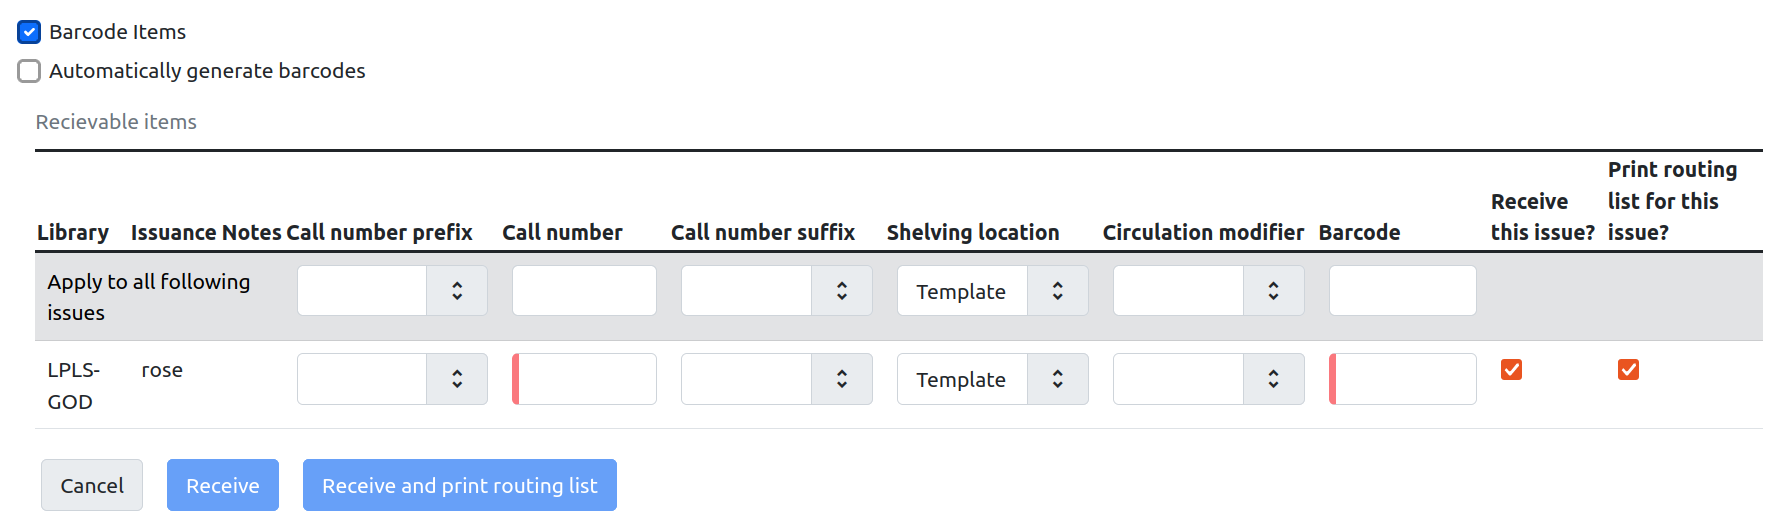 Barcode Items
Automatically generate barcodes
Recievable items
Library Issuance Notes Call number prefix Call number Call number suffix Shelving location Circulation modifier Barcode Receive this issue? Print routing list for this issue?
Apply to all following issues Template
LPLS-GOD rose Template
Cancel Receive Receive and print routing list